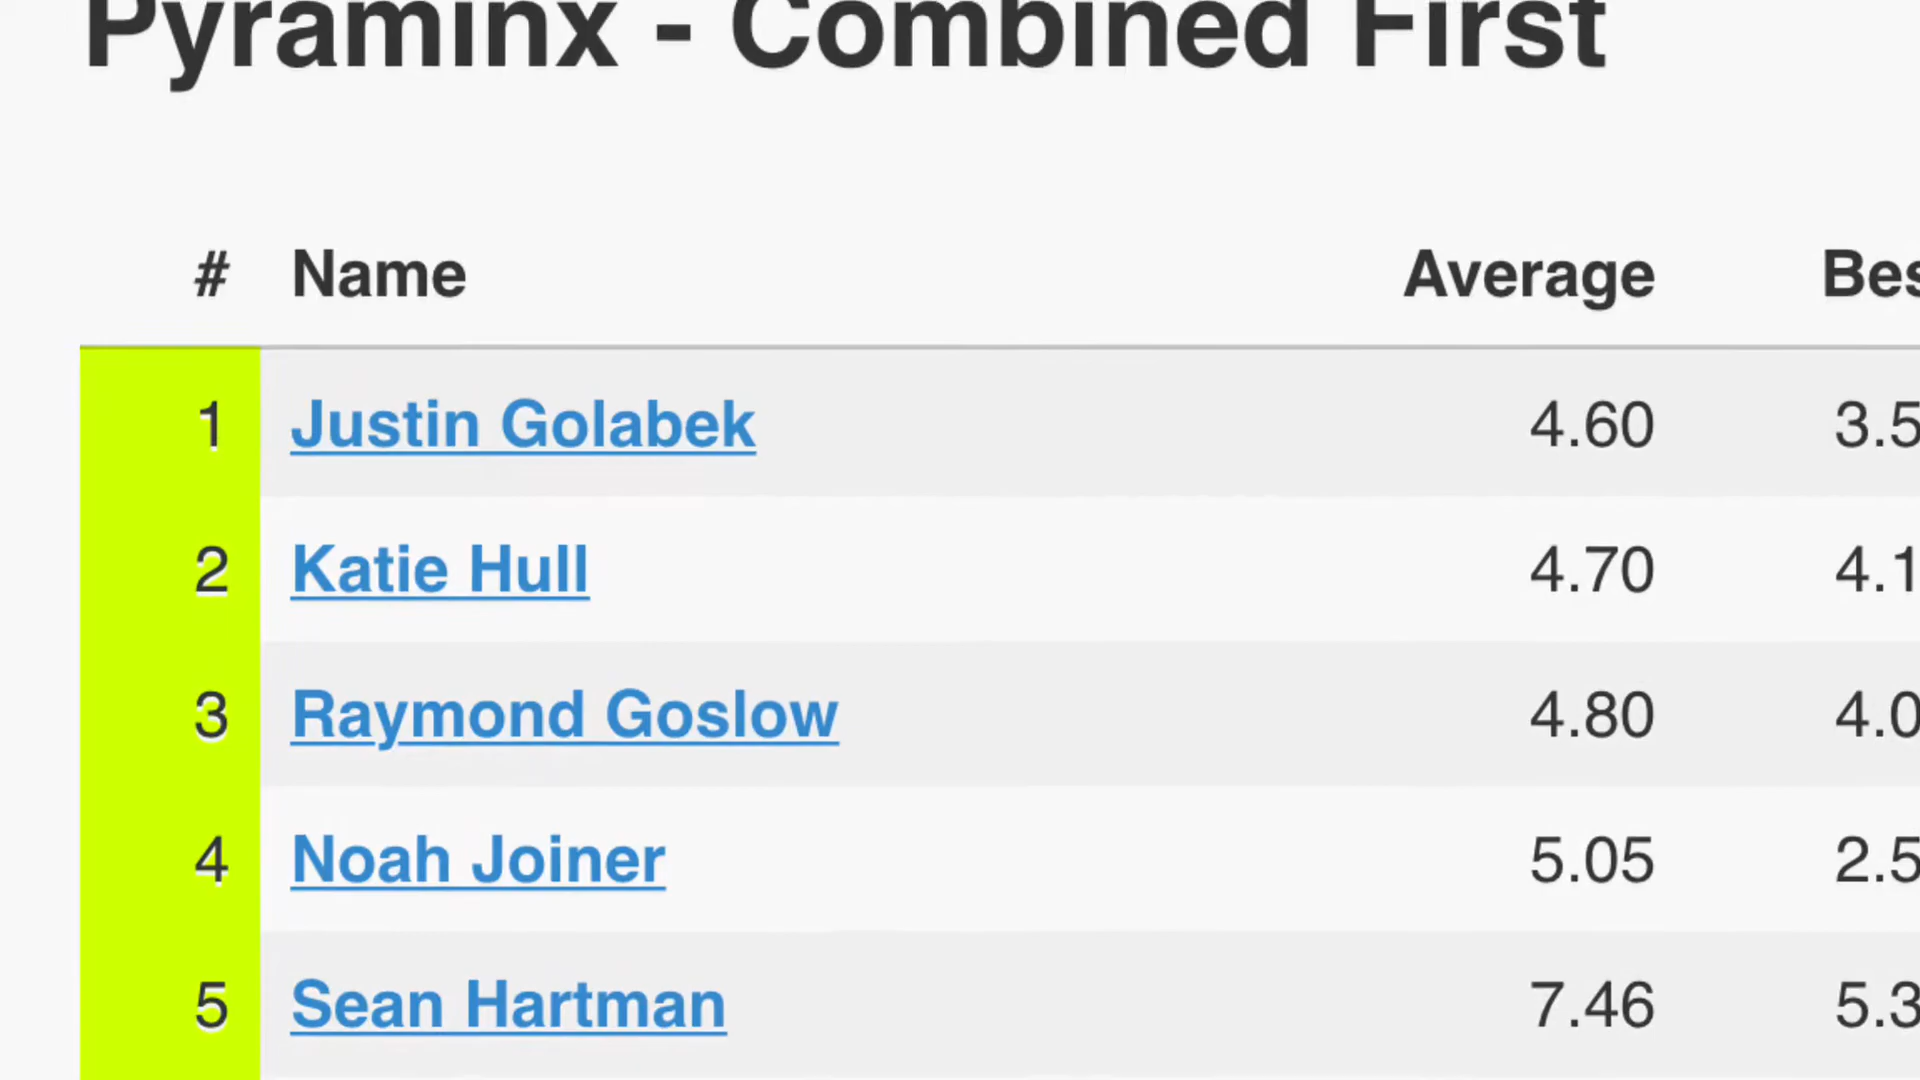 Pyraminx - Combined First
# Name Average Bes
1 Justin Golabek 4.60 3.5
2 Katie Hull 4.70 4.1
3 Raymond Goslow 4.80 4.0
4 Noah Joiner 5.05 2.5
5 Sean Hartman 7.46 5.3